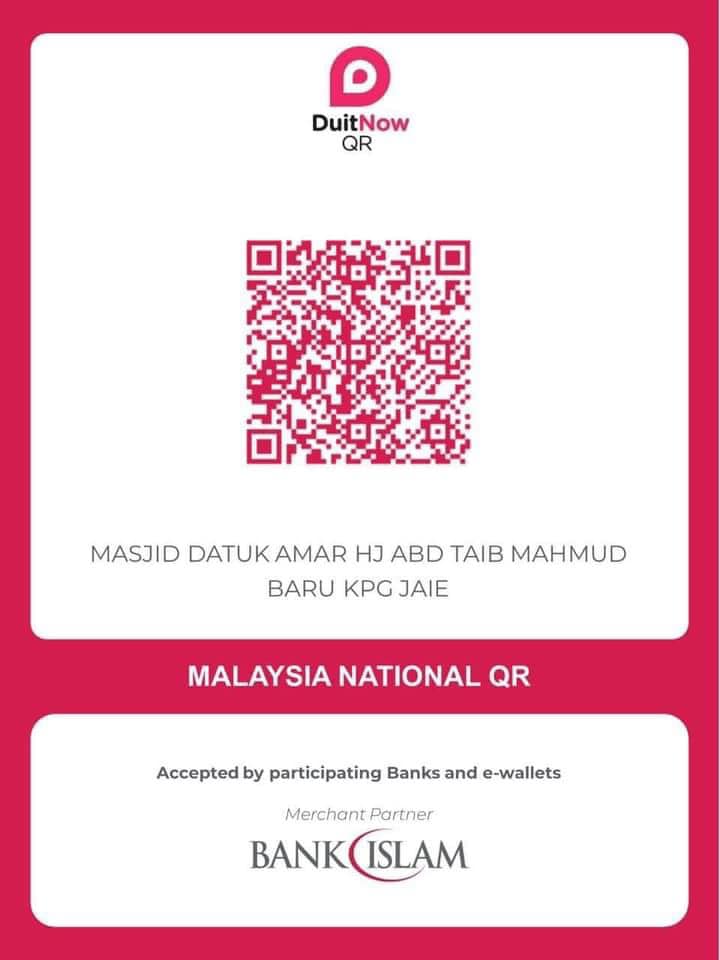 DuitNow
QR
MASJID DATUK AMAR HJ ABD TAIB MAHMUD
BARU KPG JAIE
MALAYSIA NATIONAL QR
Accepted by participating Banks and e-wallets
Merchant Partner
BANK ISLAM